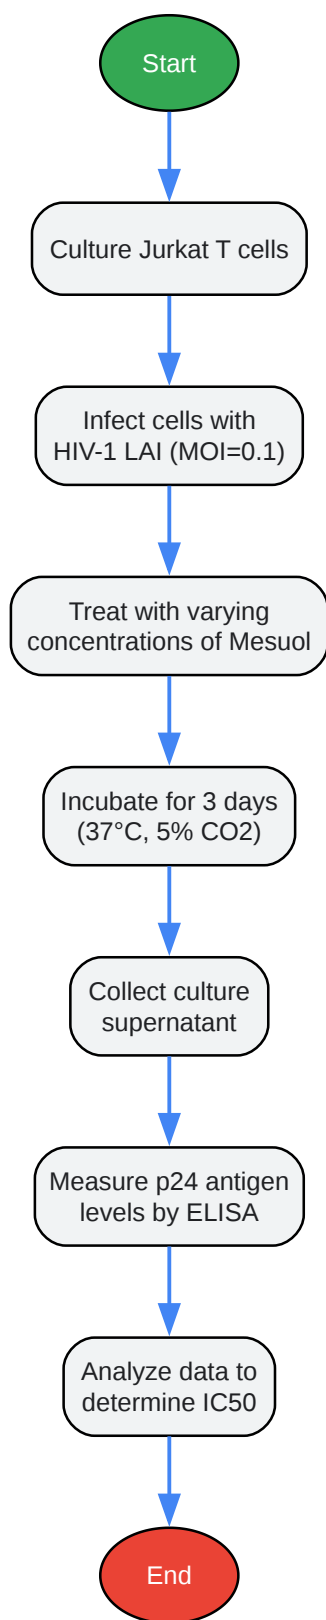 Start
Culture Jurkat T cells
Infect cells with
HIV-1 LAI (MOI=0.1)
Treat with varying
concentrations of Mesuol
Incubate for 3 days
(37°C, 5% CO2)
Collect culture
supernatant
Measure p24 antigen
levels by ELISA
Analyze data to
determine IC50
End